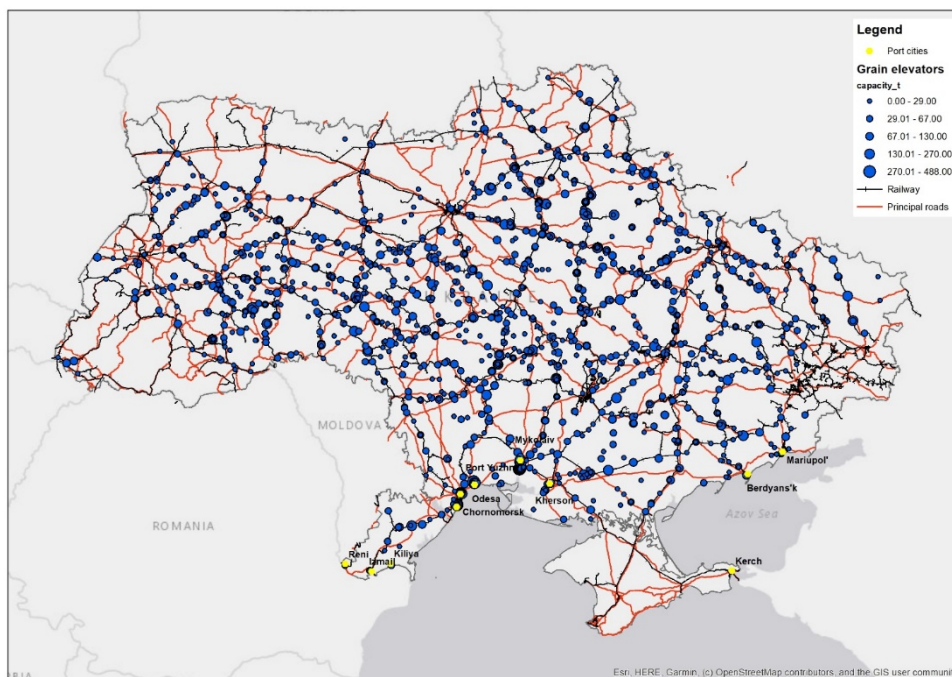 Legend
Port cities
Grain elevators
capacity_t
0.00 - 29.00
29.01 - 67.00
67.01 - 130.00
130.01 - 270.00
270.01 - 488.00
Railway
Principal roads
MOLDOVA
Mykolaiv
Mariupol'
Port Yuzhn
Berdyans'k
Kherson
Odesa
Chornomorsk
Azov Sea
ROMANIA
Reni
Izmail
Kiliya
Kerch
Esri, HERE, Garmin, (c) OpenStreetMap contributors, and the GIS user communit